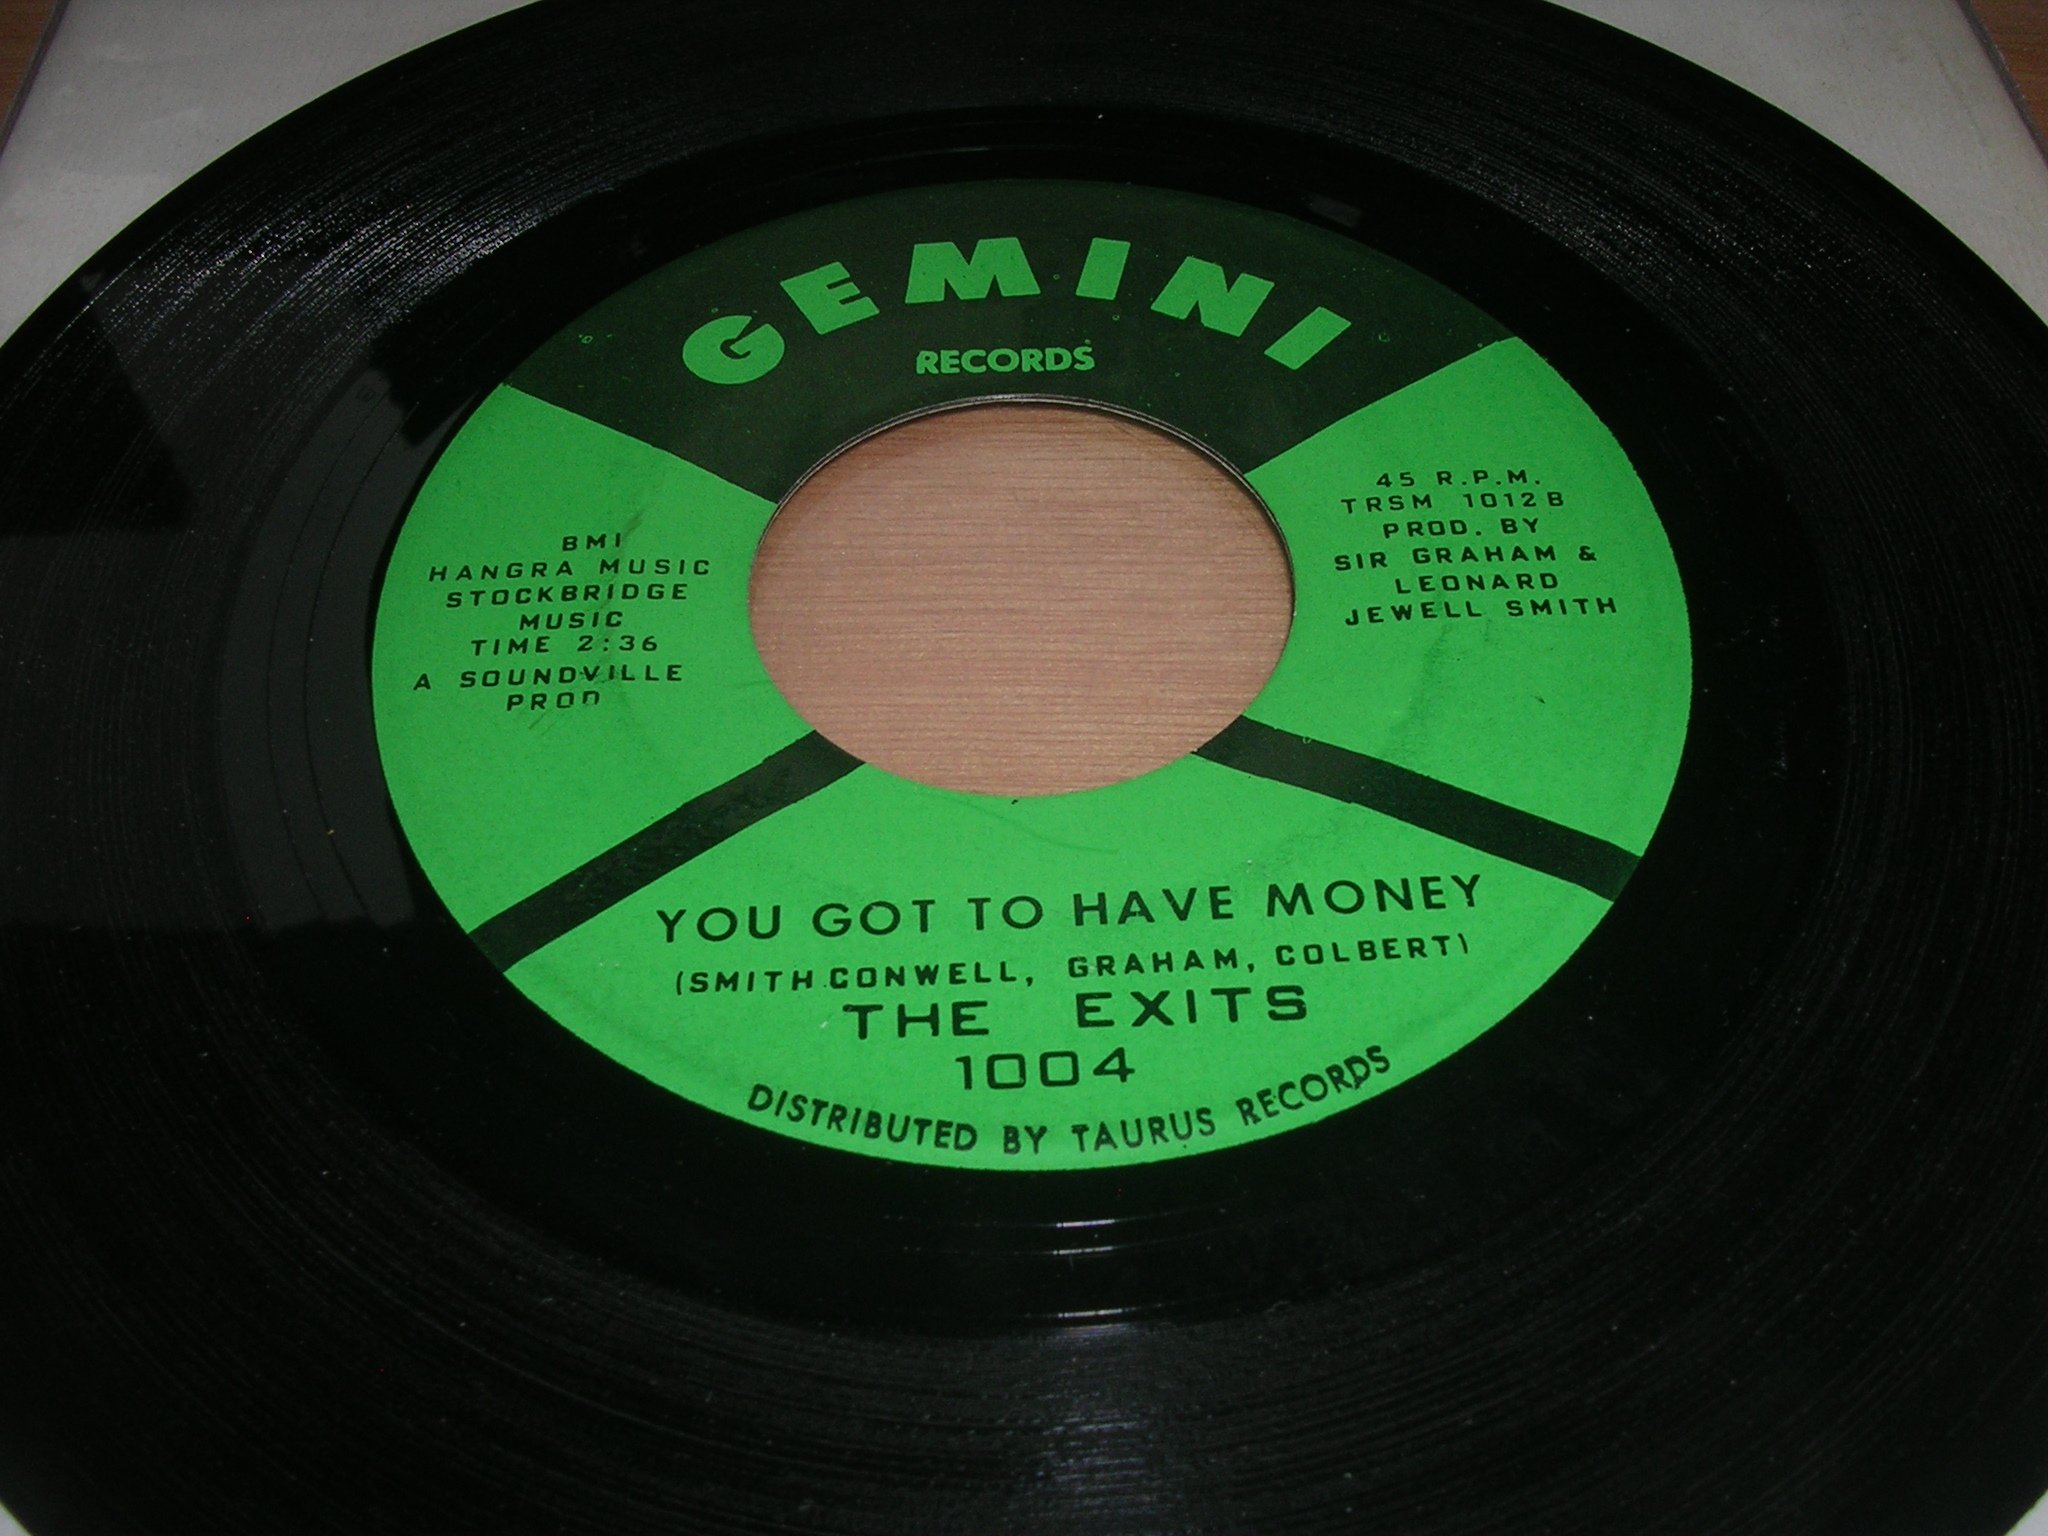 GEMINI
RECORDS
BMI
HANGRA MUSIC
STOCKBRIDGE
MUSIC
TIME 2:36
A SOUNDVILLE
PROD
45 R.P.M.
TRSM 1012 B
PROD. BY
SIR GRAHAM &
LEONARD
JEWELL SMITH
YOU GOT TO HAVE MONEY
(SMITH.CONWELL, GRAHAM, COLBERT)
THE EXITS
1004
DISTRIBUTED BY TAURUS RECORDS